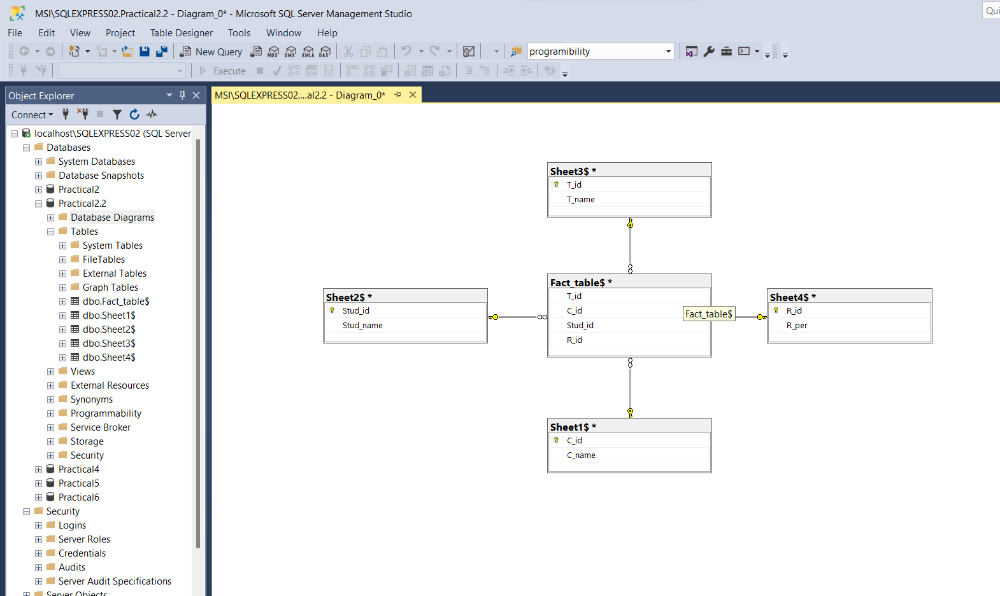 MSI\SQLEXPRESS02.Practical2.2 - Diagram_0* - Microsoft SQL Server Management Studio
Qui
File Edit View Project Table Designer Tools Window Help
New Query MDX DMX XMLA DAX programibility
Execute
Object Explorer
MSI\SQLEXPRESS02....al2.2 - Diagram_0*
Connect
localhost\SQLEXPRESS02 (SQL Server
Databases
System Databases
Database Snapshots
Practical2
Practical2.2
Database Diagrams
Tables
System Tables
FileTables
External Tables
Graph Tables
dbo.Fact_table$
dbo.Sheet1$
dbo.Sheet2$
dbo.Sheet3$
dbo.Sheet4$
Views
External Resources
Synonyms
Programmability
Service Broker
Storage
Security
Practical4
Practical5
Practical6
Security
Logins
Server Roles
Credentials
Audits
Server Audit Specifications
Server Objects
Sheet3$ *
T_id
T_name
Fact_table$ *
T_id
C_id
Stud_id
R_id
Fact_table$
Sheet2$ *
Stud_id
Stud_name
Sheet4$ *
R_id
R_per
Sheet1$ *
C_id
C_name